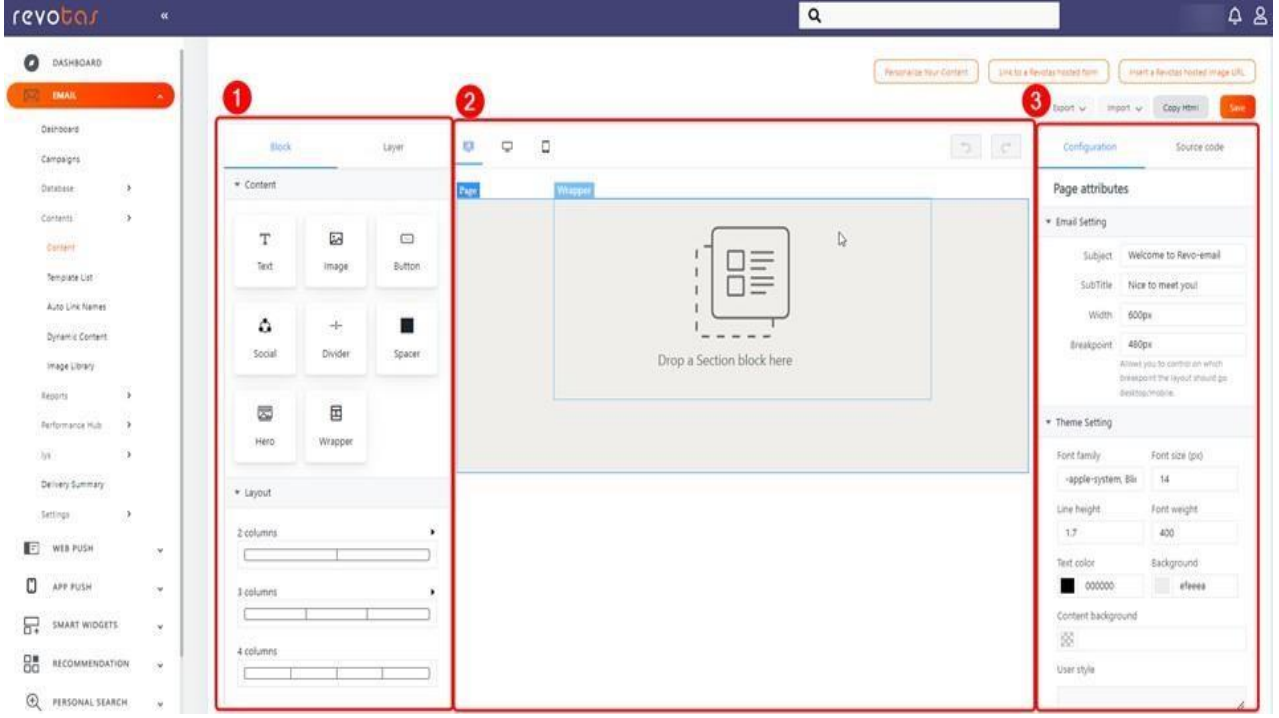 revotas «
DASHBOARD
EMAIL
Dashboard
Campaigns
Database
Contents
Content
Template List
Auto Link Names
Dynamic Content
Image Library
Reports
Performance Hub
Iys
Delivery Summary
Settings
WEB PUSH
APP PUSH
SMART WIDGETS
RECOMMENDATION
PERSONAL SEARCH
Personalize Your Content Link to a Revotas hosted form Insert a Revotas hosted image URL
Export Import Copy Html Save
1
Block Layer
Content
Text Image Button
Social Divider Spacer
Hero Wrapper
Layout
2 columns
3 columns
4 columns
2
Page Wrapper
Drop a Section block here
3
Configuration Source code
Page attributes
Email Setting
Subject Welcome to Revo-email
SubTitle Nice to meet you!
Width 600px
Breakpoint 480px
Allows you to control on which
breakpoint the layout should go
desktop/mobile.
Theme Setting
Font family Font size (px)
-apple-system, Bli 14
Line height Font weight
1.7 400
Text color Background
000000 efeeea
Content background
User style